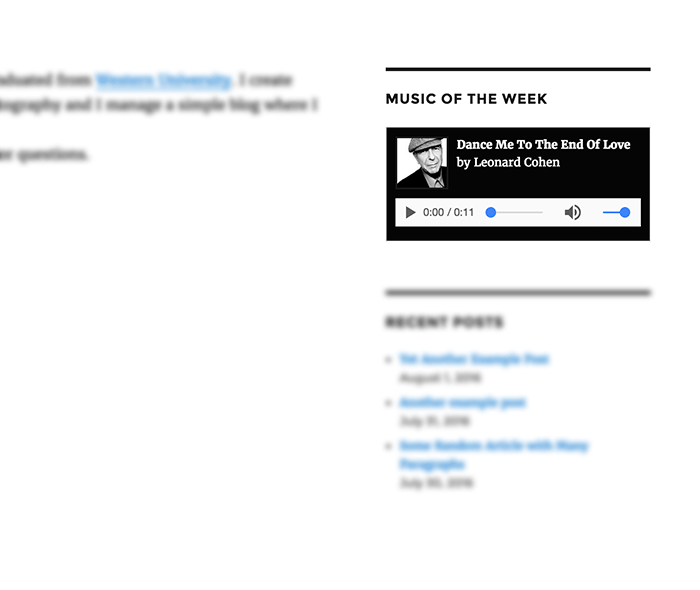 aduated from Western University. I create
tography and I manage a simple blog where I
er questions.
MUSIC OF THE WEEK
Dance Me To The End Of Love
by Leonard Cohen
0:00 / 0:11
RECENT POSTS
Yet Another Example Post
August 1, 2016
Another example post
July 31, 2016
Some Random Article with Many
Paragraphs
July 30, 2016